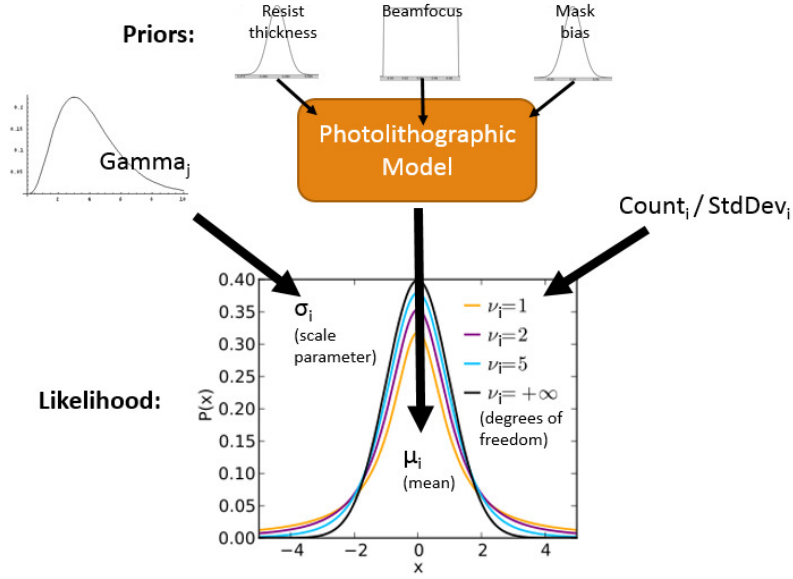 Priors:
Resist
thickness
Beamfocus
Mask
bias
Photolithographic
Model
Gammaj
Counti / StdDevi
Likelihood:
σi
(scale
parameter)
νi=1
νi=2
νi=5
νi=+∞
(degrees of
freedom)
μi
(mean)
P(x)
0.40
0.35
0.30
0.25
0.20
0.15
0.10
0.05
0.00
−4 −2 0 2 4
x